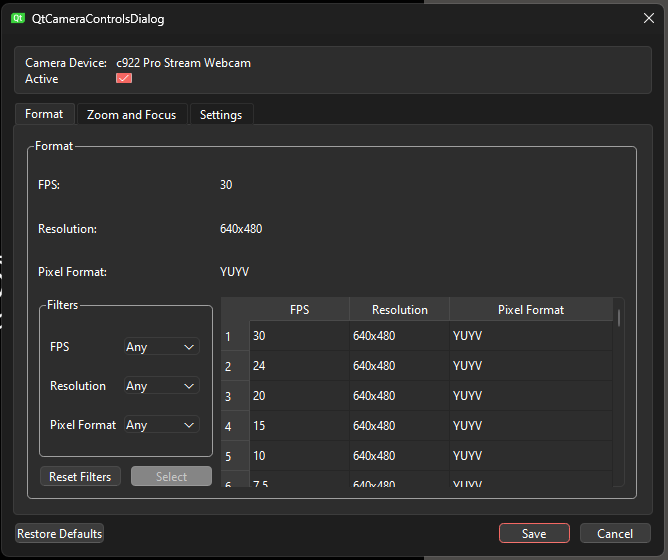 Qt QtCameraControlsDialog
Camera Device: c922 Pro Stream Webcam
Active
Format Zoom and Focus Settings
Format
FPS: 30
Resolution: 640x480
Pixel Format: YUYV
Filters
FPS Any
Resolution Any
Pixel Format Any
Reset Filters Select
FPS Resolution Pixel Format
1 30 640x480 YUYV
2 24 640x480 YUYV
3 20 640x480 YUYV
4 15 640x480 YUYV
5 10 640x480 YUYV
6 7.5 640x480 YUYV
Restore Defaults Save Cancel